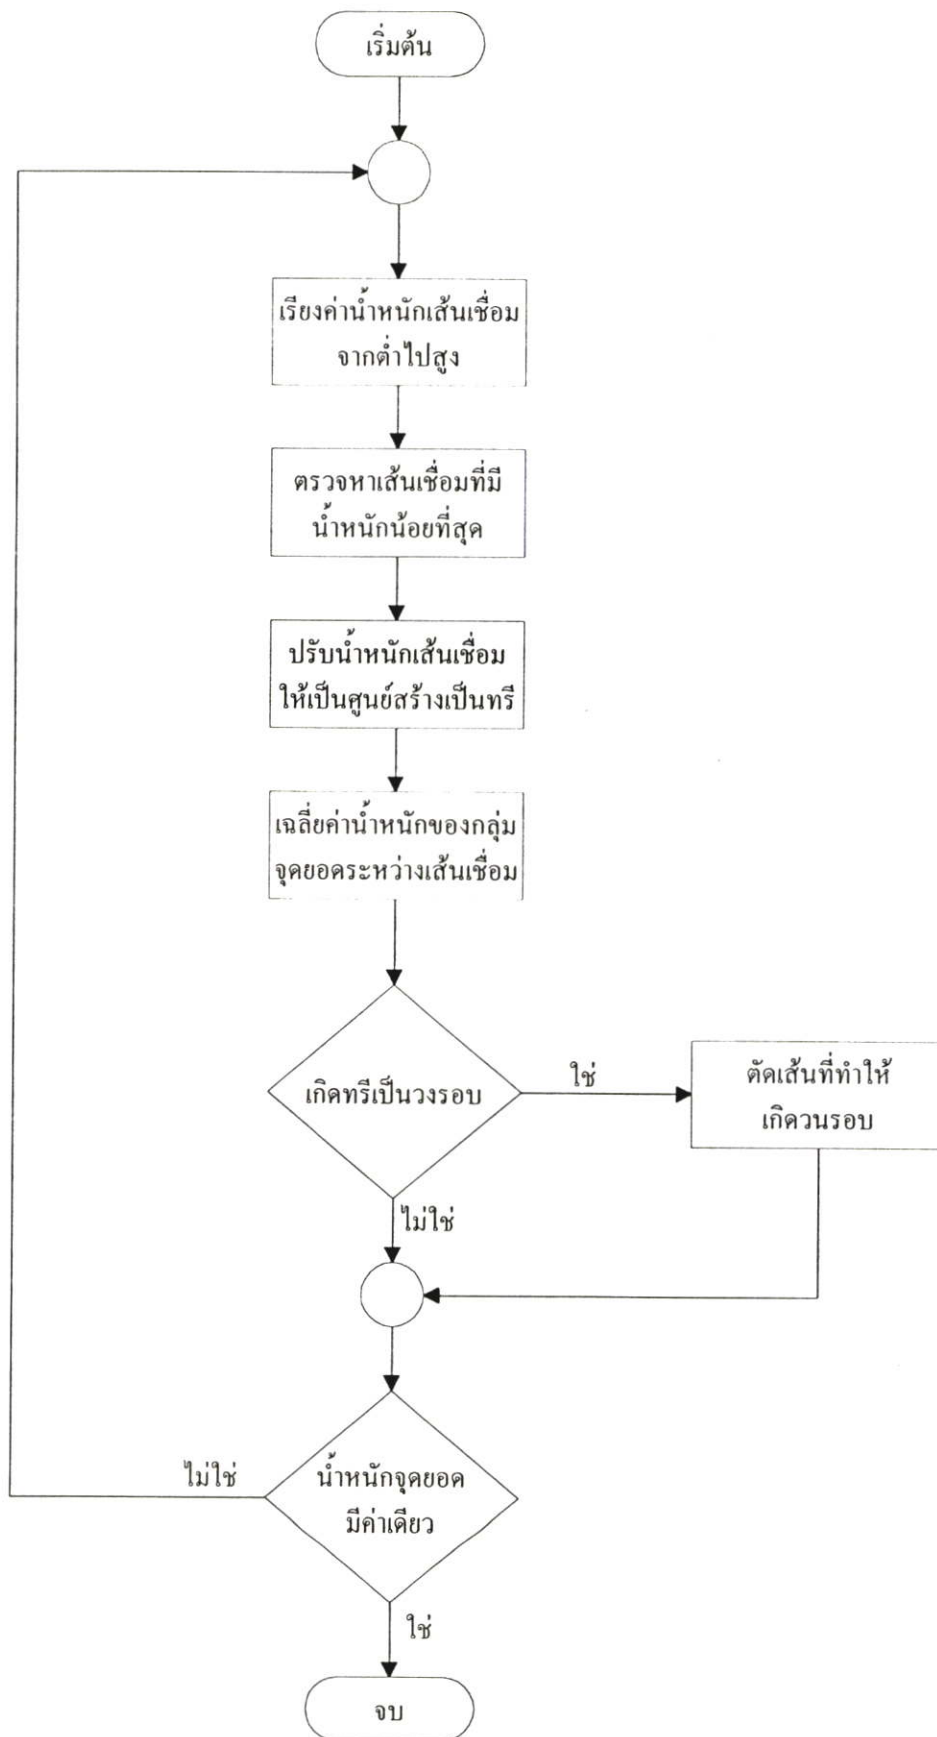 เริ่มต้น
เรียงค่าน้ำหนักเส้นเชื่อม
จากต่ำไปสูง
ตรวจหาเส้นเชื่อมที่มี
น้ำหนักน้อยที่สุด
ปรับน้ำหนักเส้นเชื่อม
ให้เป็นศูนย์สร้างเป็นทรี
เฉลี่ยค่าน้ำหนักของกลุ่ม
จุดยอดระหว่างเส้นเชื่อม
เกิดทรีเป็นวงรอบ
ใช่
ตัดเส้นที่ทำให้
เกิดวนรอบ
ไม่ใช่
น้ำหนักจุดยอด
มีค่าเดียว
ไม่ใช่
ใช่
จบ